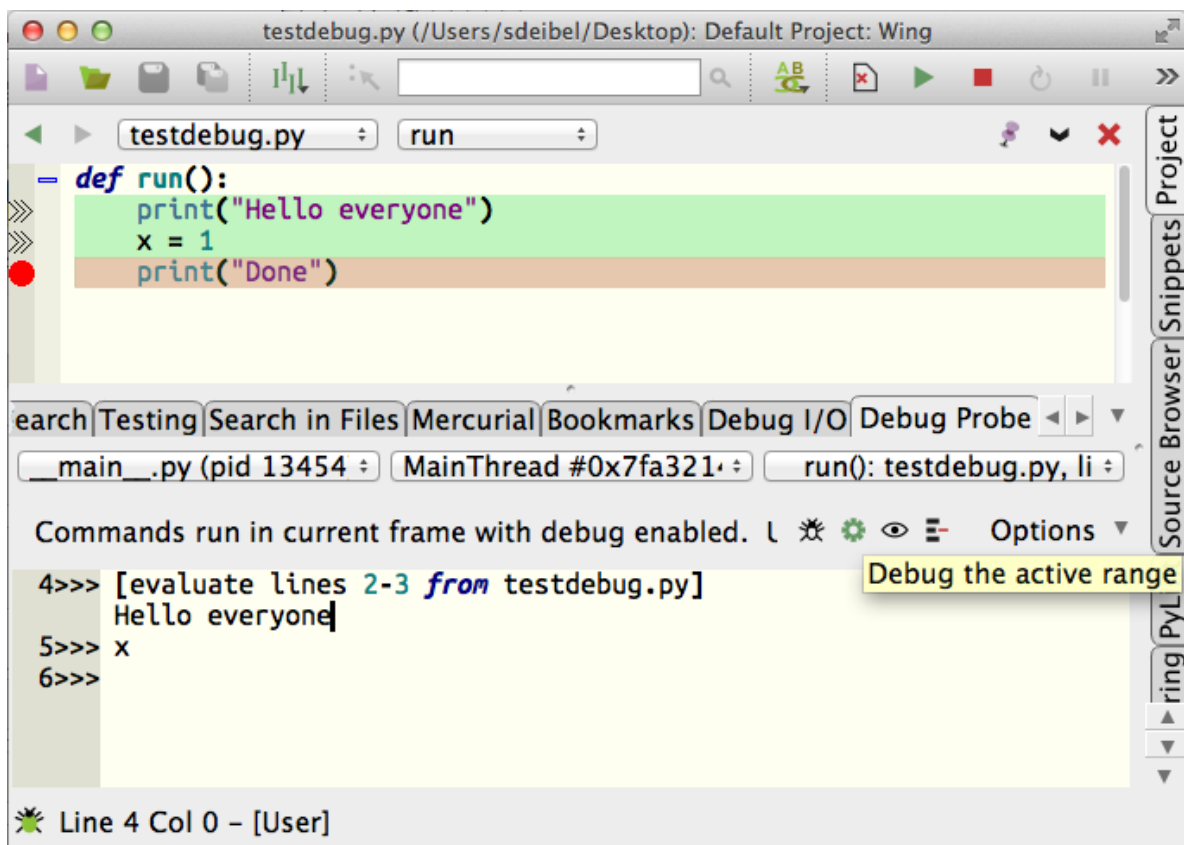 testdebug.py (/Users/sdeibel/Desktop): Default Project: Wing
AB
testdebug.py run
def run():
print("Hello everyone")
x = 1
print("Done")
Project
Snippets
Source Browser
PyLi
ring
earch Testing Search in Files Mercurial Bookmarks Debug I/O Debug Probe
__main__.py (pid 13454 MainThread #0x7fa321 run(): testdebug.py, li
Commands run in current frame with debug enabled. U Options
Debug the active range
4>>> [evaluate lines 2-3 from testdebug.py]
Hello everyone
5>>> x
6>>>
Line 4 Col 0 – [User]